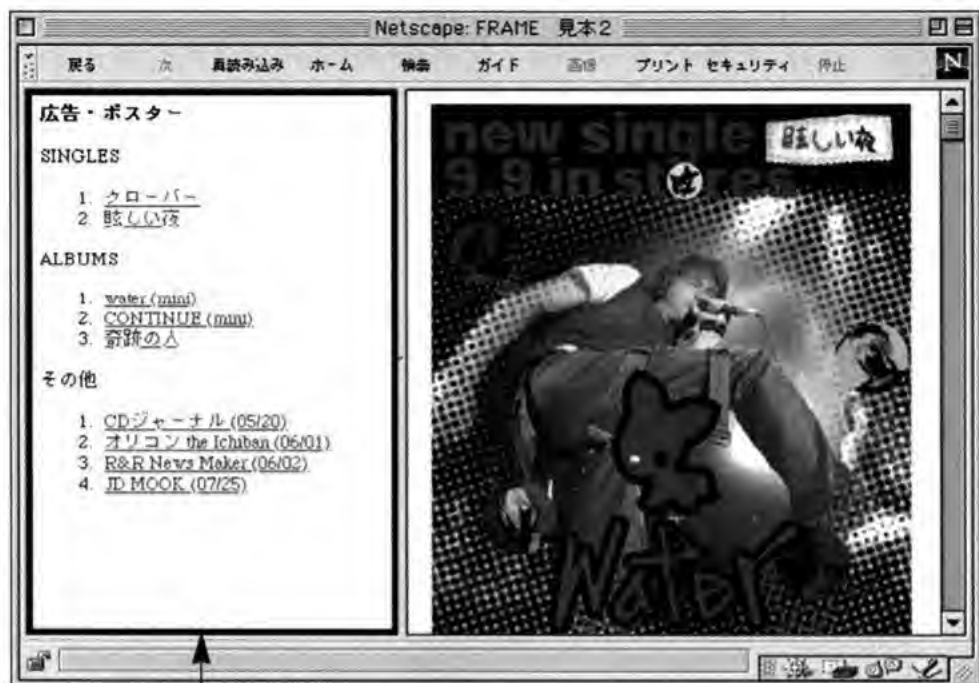 Netscape: FRAME 見本2
戻る 次 再読み込み ホーム 検索 ガイド 画像 プリント セキュリティ 停止
N
広告・ポスター
SINGLES
1. クローバー
2. 眩しい夜
ALBUMS
1. water (mini)
2. CONTINUE (mini)
3. 奇跡の人
その他
1. CDジャーナル (05/20)
2. オリコン the Ichiban (06/01)
3. R&R News Maker (06/02)
4. JD MOOK (07/25)
new single
眩しい夜
9.9 in stores
Water